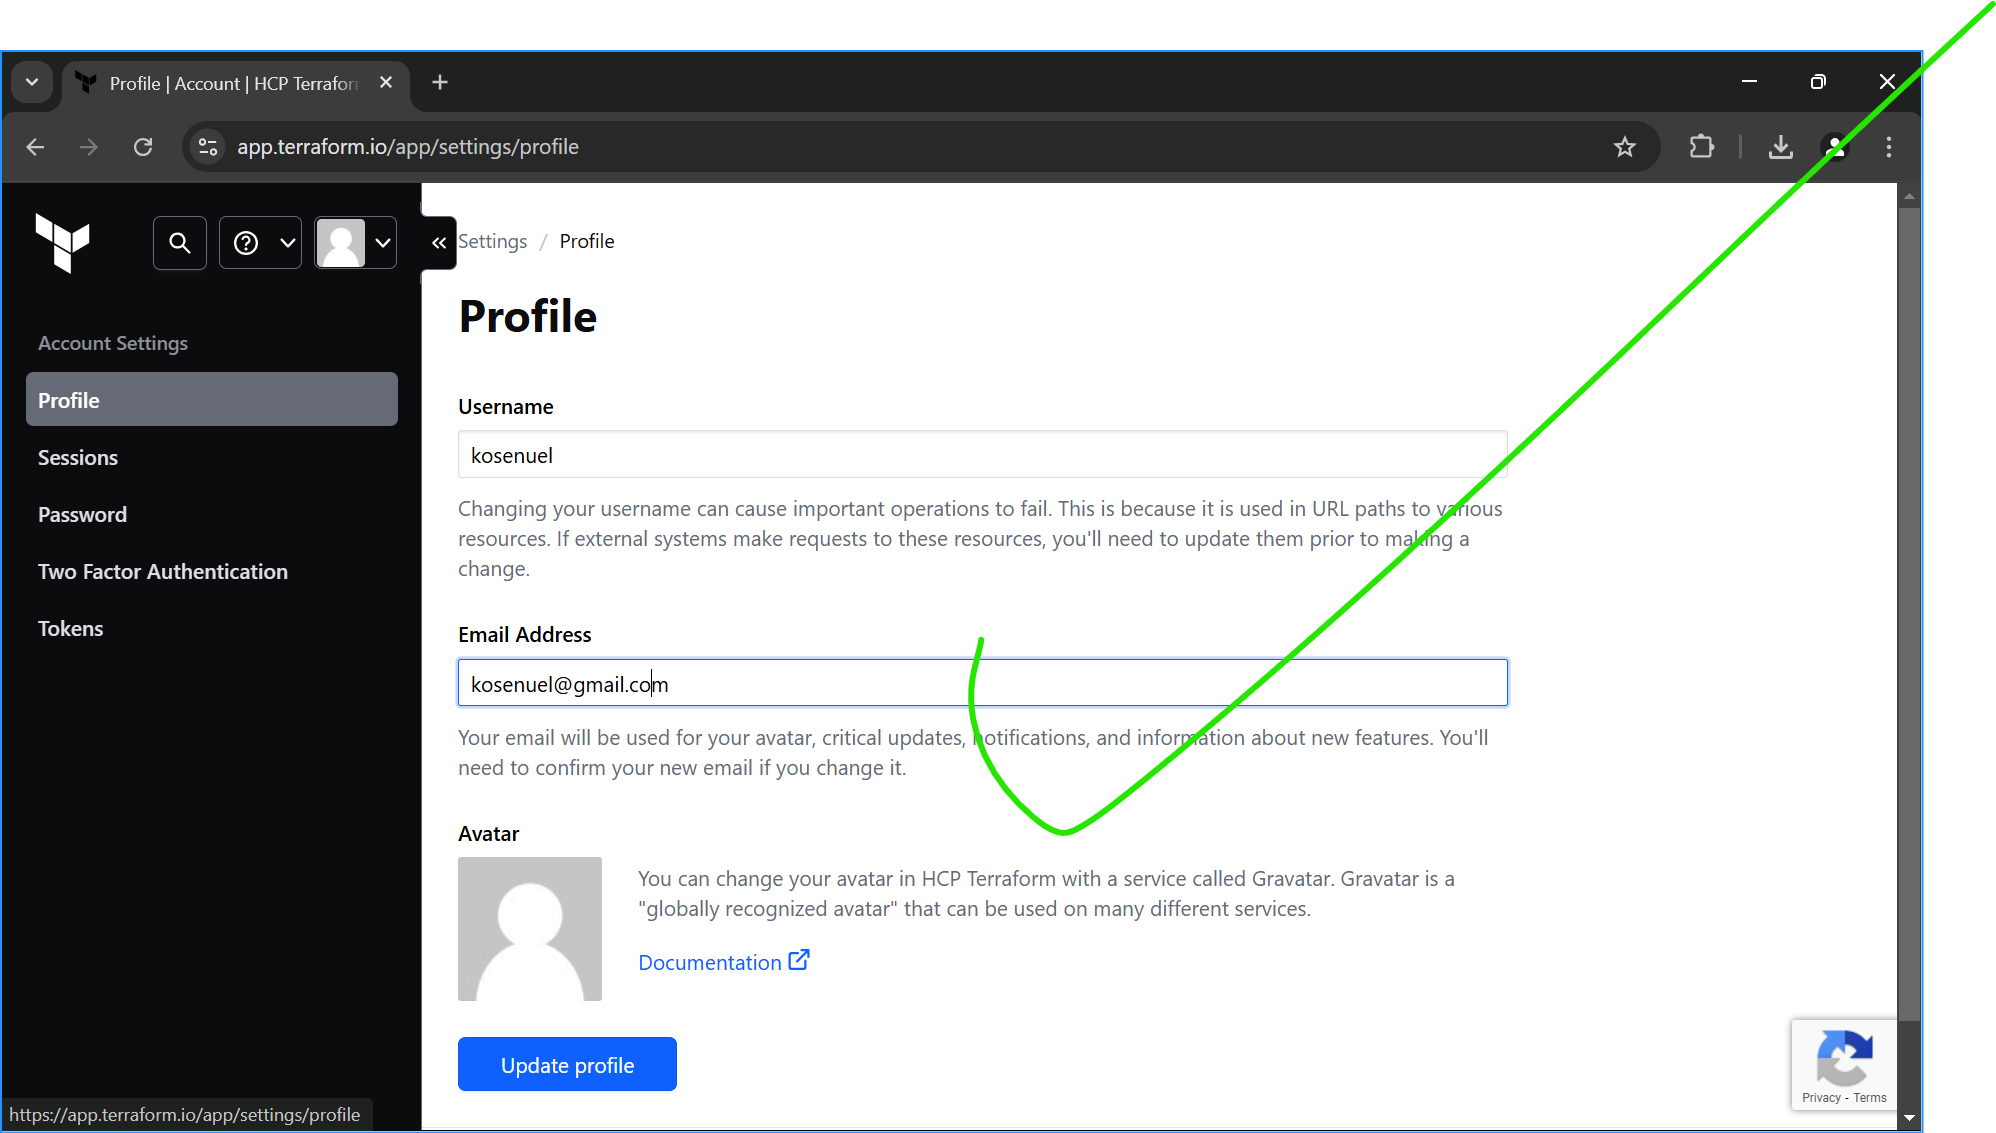 Profile | Account | HCP Terraform
app.terraform.io/app/settings/profile
Settings / Profile
Account Settings
Profile
Sessions
Password
Two Factor Authentication
Tokens
Profile
Username
kosenuel
Changing your username can cause important operations to fail. This is because it is used in URL paths to various
resources. If external systems make requests to these resources, you'll need to update them prior to making a
change.
Email Address
kosenuel@gmail.com
Your email will be used for your avatar, critical updates, notifications, and information about new features. You'll
need to confirm your new email if you change it.
Avatar
You can change your avatar in HCP Terraform with a service called Gravatar. Gravatar is a
"globally recognized avatar" that can be used on many different services.
Documentation
Update profile
Privacy - Terms
https://app.terraform.io/app/settings/profile